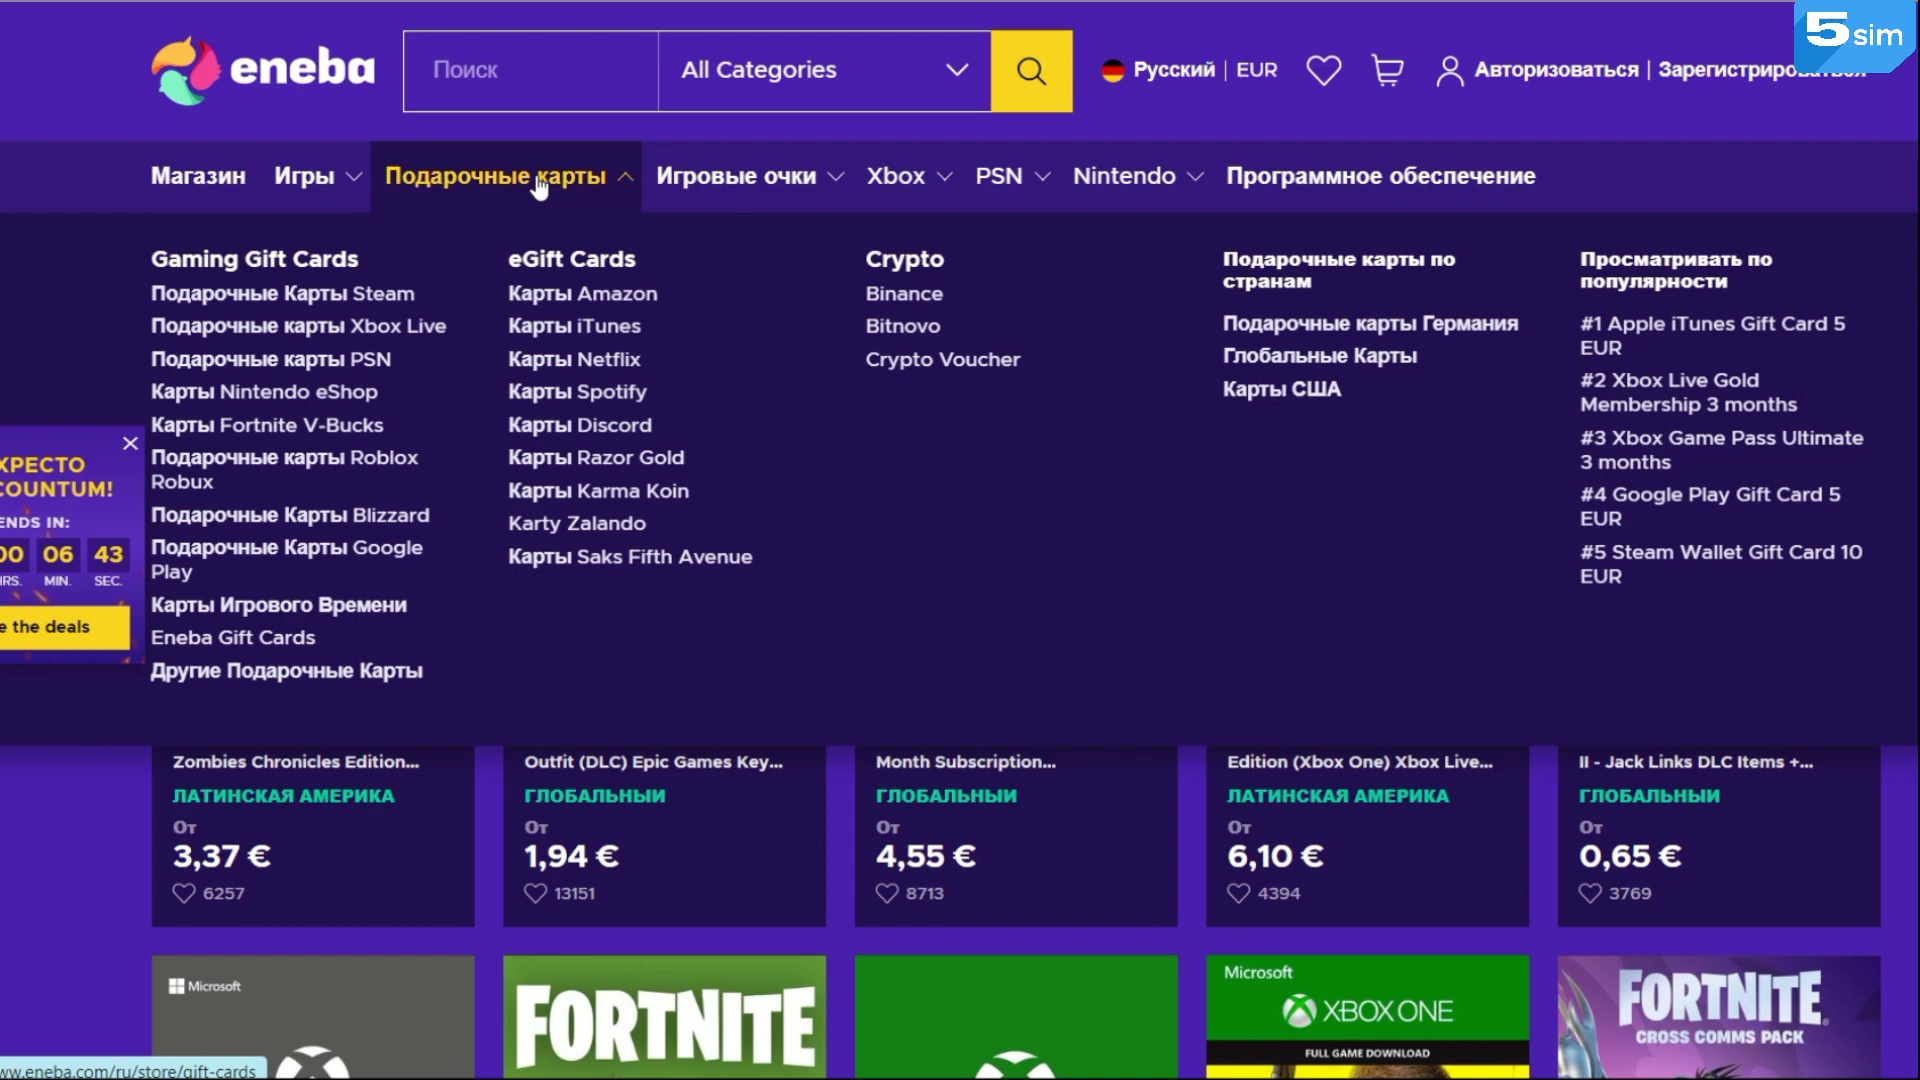 5sim
eneba
Поиск
All Categories
Русский | EUR
Авторизоваться | Зарегистрироваться
Магазин
Игры
Подарочные карты
Игровые очки
Xbox
PSN
Nintendo
Программное обеспечение
Gaming Gift Cards
Подарочные Карты Steam
Подарочные карты Xbox Live
Подарочные карты PSN
Карты Nintendo eShop
Карты Fortnite V-Bucks
Подарочные карты Roblox
Robux
Подарочные Карты Blizzard
Подарочные Карты Google
Play
Карты Игрового Времени
Eneba Gift Cards
Другие Подарочные Карты
eGift Cards
Карты Amazon
Карты iTunes
Карты Netflix
Карты Spotify
Карты Discord
Карты Razor Gold
Карты Karma Koin
Karty Zalando
Карты Saks Fifth Avenue
Crypto
Binance
Bitnovo
Crypto Voucher
Подарочные карты по
странам
Подарочные карты Германия
Глобальные Карты
Карты США
Просматривать по
популярности
#1 Apple iTunes Gift Card 5
EUR
#2 Xbox Live Gold
Membership 3 months
#3 Xbox Game Pass Ultimate
3 months
#4 Google Play Gift Card 5
EUR
#5 Steam Wallet Gift Card 10
EUR
XPECTO
COUNTUM!
ENDS IN:
00 06 43
HRS. MIN. SEC.
e the deals
Zombies Chronicles Edition...
ЛАТИНСКАЯ АМЕРИКА
От
3,37 €
6257
Outfit (DLC) Epic Games Key...
ГЛОБАЛЬНЫЙ
От
1,94 €
13151
Month Subscription...
ГЛОБАЛЬНЫЙ
От
4,55 €
8713
Edition (Xbox One) Xbox Live...
ЛАТИНСКАЯ АМЕРИКА
От
6,10 €
4394
II - Jack Links DLC Items +...
ГЛОБАЛЬНЫЙ
От
0,65 €
3769
Microsoft
FORTNITE
Microsoft
XBOX ONE
FULL GAME DOWNLOAD
FORTNITE
CROSS COMMS PACK
ww.eneba.com/ru/store/gift-cards